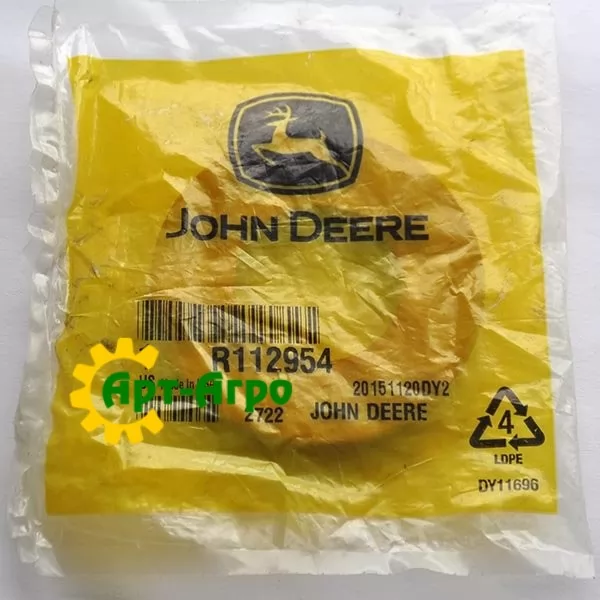 JOHN DEERE
R112954
Арт-Агро
20151120DY2
2722 JOHN DEERE
4
LDPE
DY11696